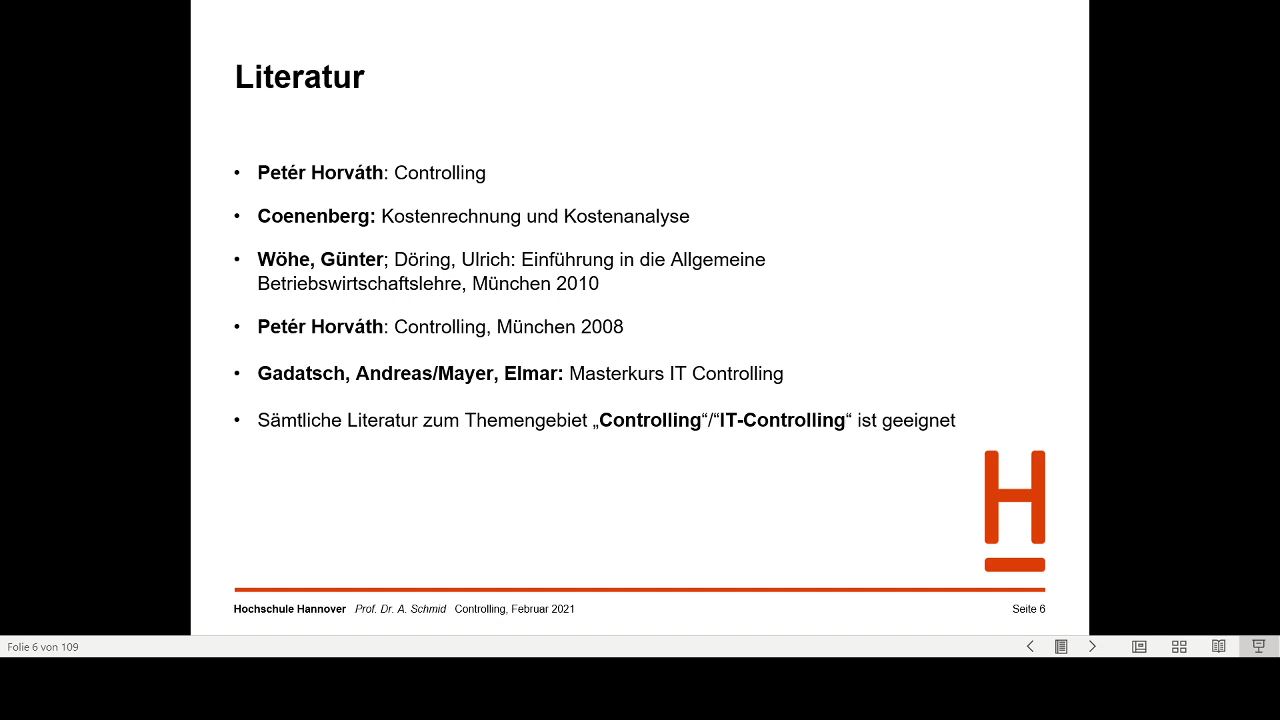 Literatur
• Petér Horváth: Controlling
• Coenenberg: Kostenrechnung und Kostenanalyse
• Wöhe, Günter; Döring, Ulrich: Einführung in die Allgemeine
Betriebswirtschaftslehre, München 2010
• Petér Horváth: Controlling, München 2008
• Gadatsch, Andreas/Mayer, Elmar: Masterkurs IT Controlling
• Sämtliche Literatur zum Themengebiet „Controlling“/“IT-Controlling“ ist geeignet
H
Hochschule Hannover Prof. Dr. A. Schmid Controlling, Februar 2021 Seite 6
Folie 6 von 109